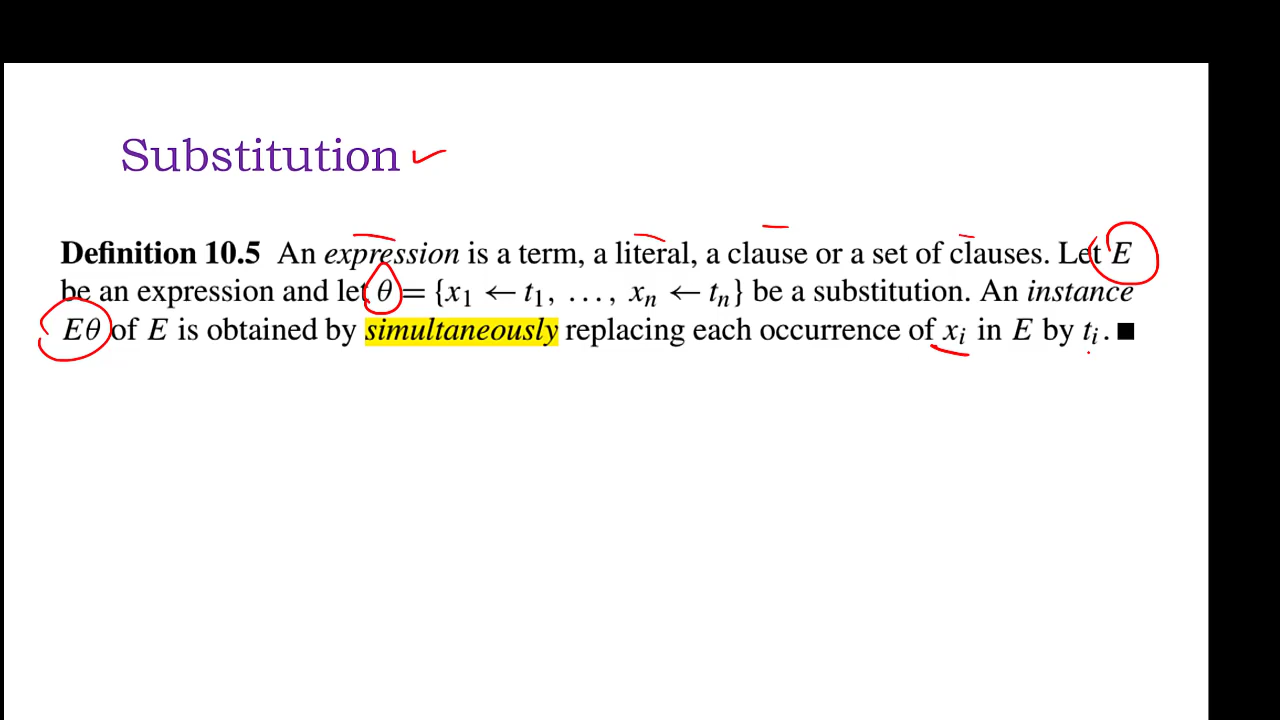 Substitution
Definition 10.5 An expression is a term, a literal, a clause or a set of clauses. Let E
be an expression and let θ = {x₁ ← t₁, ..., xₙ ← tₙ} be a substitution. An instance
Eθ of E is obtained by simultaneously replacing each occurrence of xᵢ in E by tᵢ. ■